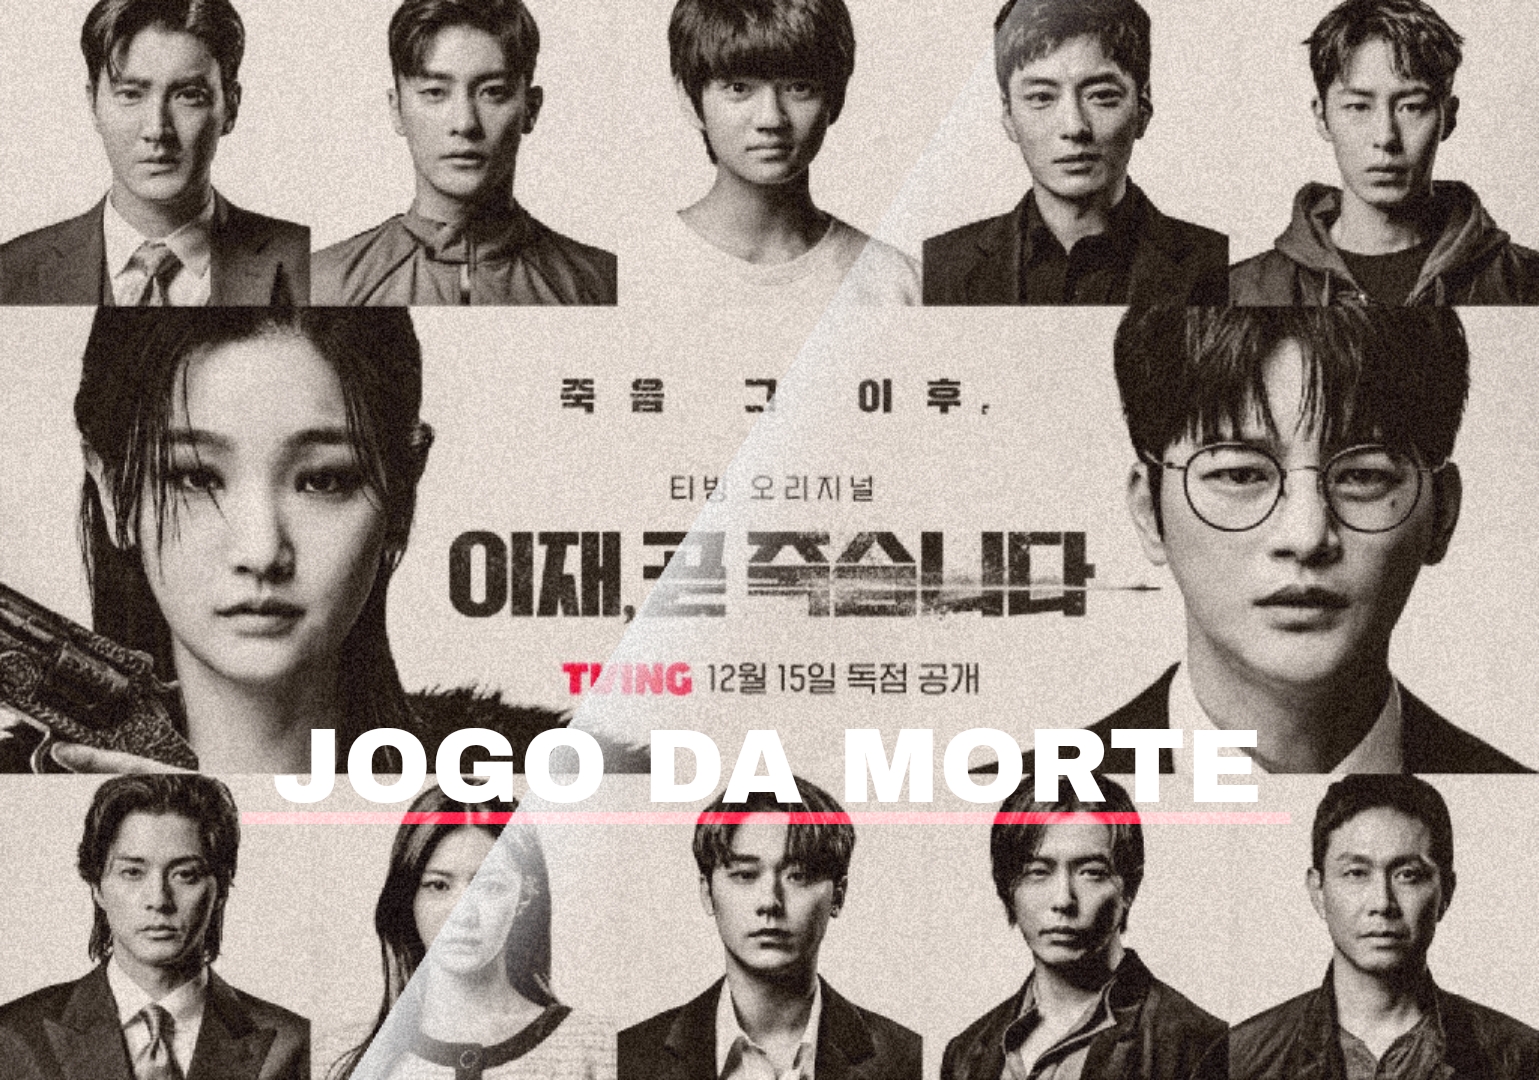 죽음 그 이후,
티빙 오리지널
이재, 곧 죽습니다
TVING 12월 15일 독점 공개
JOGO DA MORTE